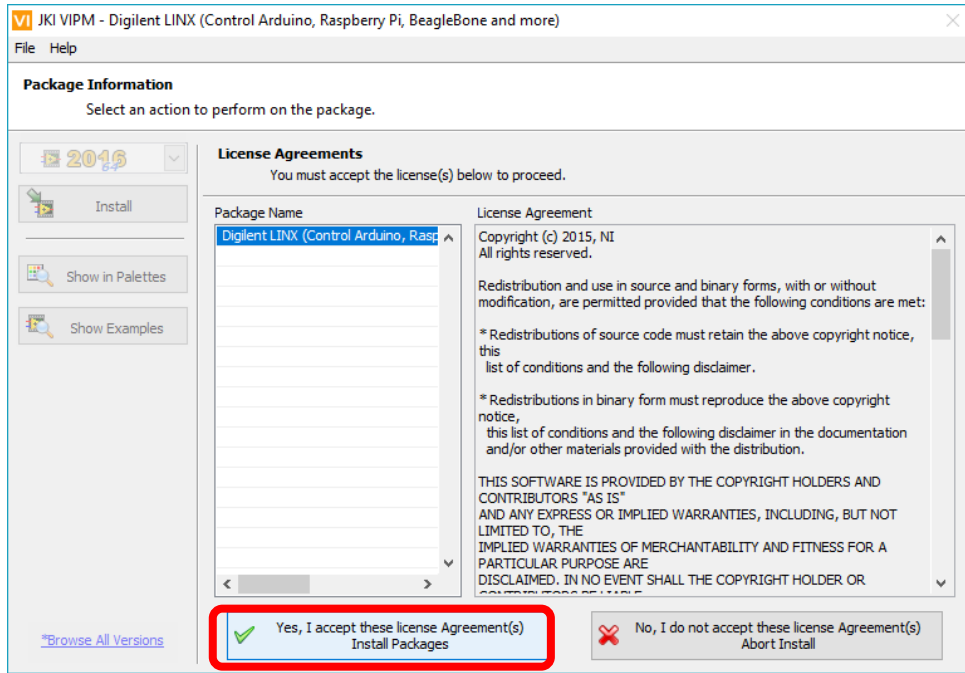 VI JKI VIPM - Digilent LINX (Control Arduino, Raspberry Pi, BeagleBone and more)
File Help
Package Information
Select an action to perform on the package.
2016
64
Install
Show in Palettes
Show Examples
*Browse All Versions
License Agreements
You must accept the license(s) below to proceed.
Package Name
Digilent LINX (Control Arduino, Rasp
License Agreement
Copyright (c) 2015, NI
All rights reserved.
Redistribution and use in source and binary forms, with or without
modification, are permitted provided that the following conditions are met:
* Redistributions of source code must retain the above copyright notice,
this
list of conditions and the following disclaimer.
* Redistributions in binary form must reproduce the above copyright
notice,
this list of conditions and the following disclaimer in the documentation
and/or other materials provided with the distribution.
THIS SOFTWARE IS PROVIDED BY THE COPYRIGHT HOLDERS AND
CONTRIBUTORS "AS IS"
AND ANY EXPRESS OR IMPLIED WARRANTIES, INCLUDING, BUT NOT
LIMITED TO, THE
IMPLIED WARRANTIES OF MERCHANTABILITY AND FITNESS FOR A
PARTICULAR PURPOSE ARE
DISCLAIMED. IN NO EVENT SHALL THE COPYRIGHT HOLDER OR
CONTRIBUTORS BE LIABLE
Yes, I accept these license Agreement(s)
Install Packages
No, I do not accept these license Agreement(s)
Abort Install